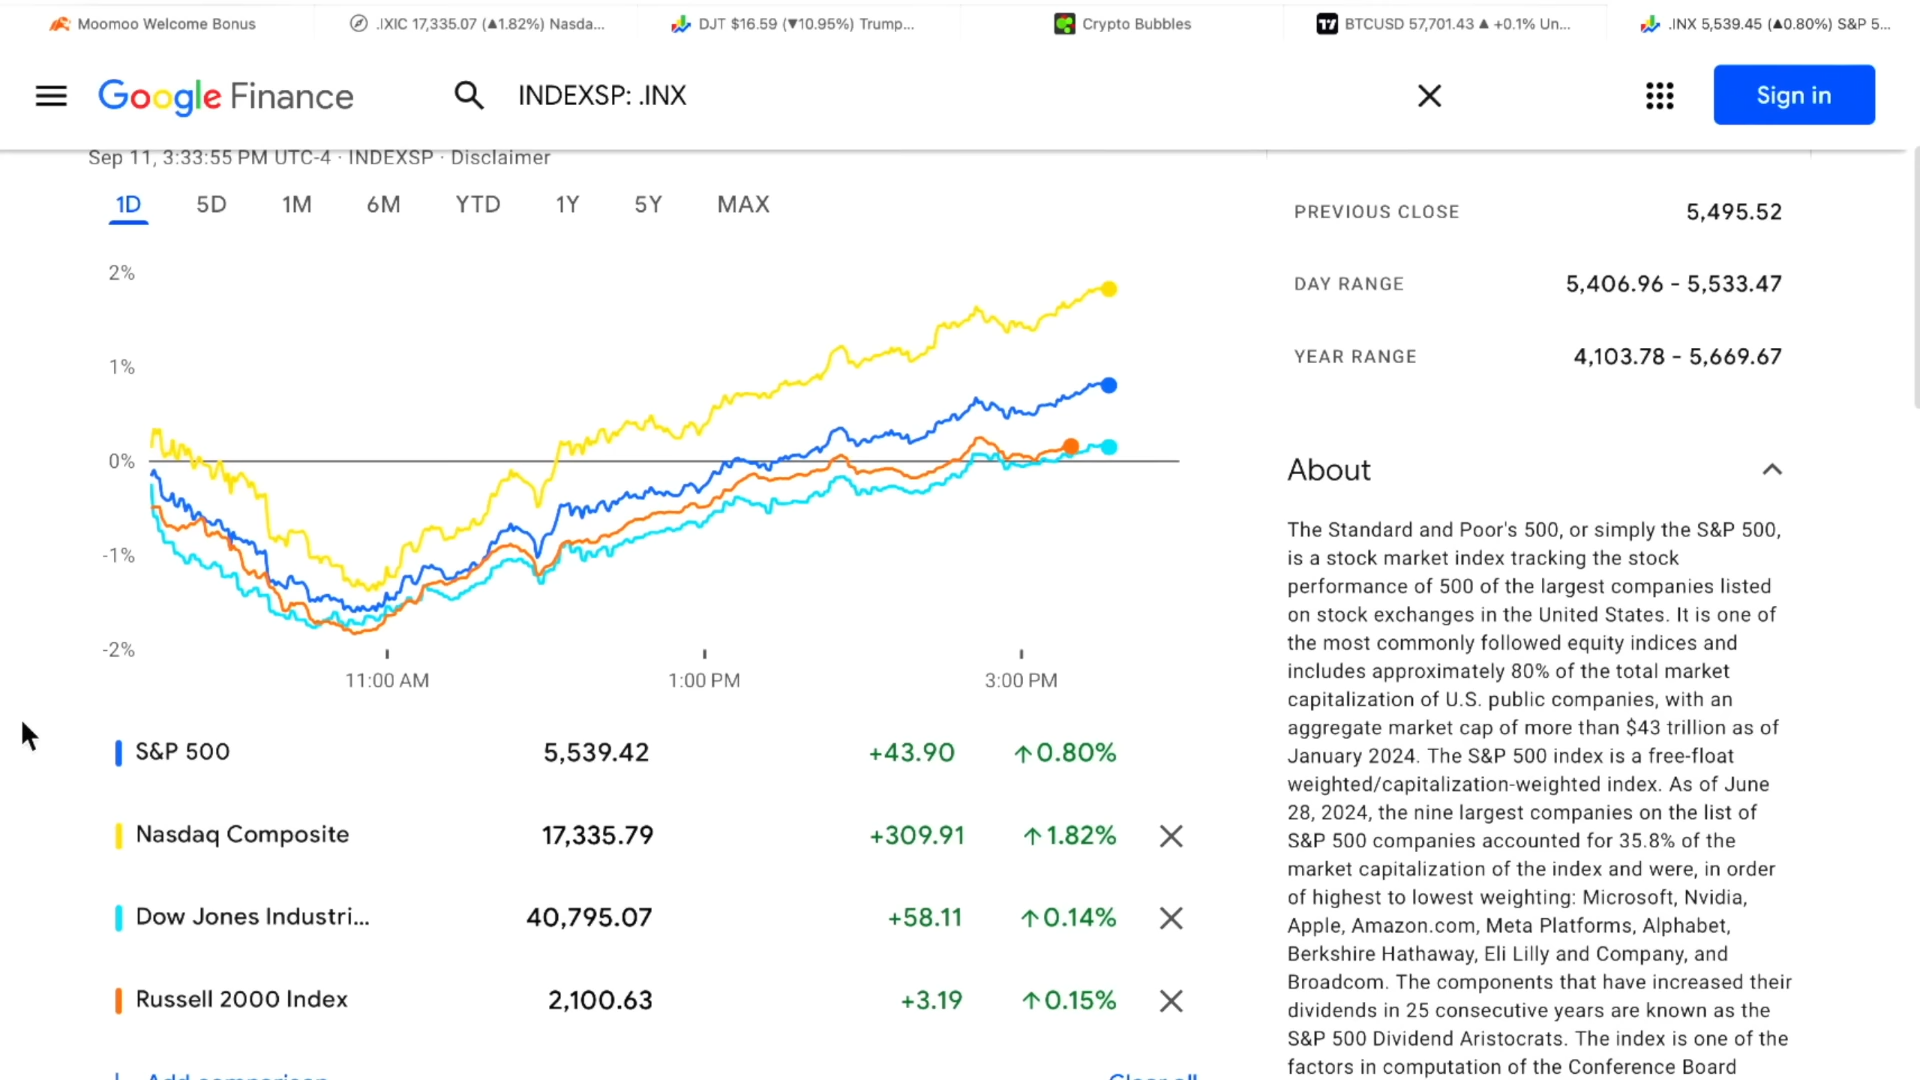 Moomoo Welcome Bonus
.IXIC 17,335.07 (▲1.82%) Nasda...
DJT $16.59 (▼10.95%) Trump...
Crypto Bubbles
BTCUSD 57,701.43 ▲ +0.1% Un...
.INX 5,539.45 (▲0.80%) S&P 5...
Google Finance
INDEXSP: .INX
Sign in
Sep 11, 3:33:55 PM UTC-4 · INDEXSP · Disclaimer
1D 5D 1M 6M YTD 1Y 5Y MAX
2%
1%
0%
-1%
-2%
11:00 AM 1:00 PM 3:00 PM
S&P 500 5,539.42 +43.90 ↑0.80%
Nasdaq Composite 17,335.79 +309.91 ↑1.82%
Dow Jones Industri... 40,795.07 +58.11 ↑0.14%
Russell 2000 Index 2,100.63 +3.19 ↑0.15%
Add comparison Clear all
PREVIOUS CLOSE 5,495.52
DAY RANGE 5,406.96 - 5,533.47
YEAR RANGE 4,103.78 - 5,669.67
About
The Standard and Poor's 500, or simply the S&P 500,
is a stock market index tracking the stock
performance of 500 of the largest companies listed
on stock exchanges in the United States. It is one of
the most commonly followed equity indices and
includes approximately 80% of the total market
capitalization of U.S. public companies, with an
aggregate market cap of more than $43 trillion as of
January 2024. The S&P 500 index is a free-float
weighted/capitalization-weighted index. As of June
28, 2024, the nine largest companies on the list of
S&P 500 companies accounted for 35.8% of the
market capitalization of the index and were, in order
of highest to lowest weighting: Microsoft, Nvidia,
Apple, Amazon.com, Meta Platforms, Alphabet,
Berkshire Hathaway, Eli Lilly and Company, and
Broadcom. The components that have increased their
dividends in 25 consecutive years are known as the
S&P 500 Dividend Aristocrats. The index is one of the
factors in computation of the Conference Board